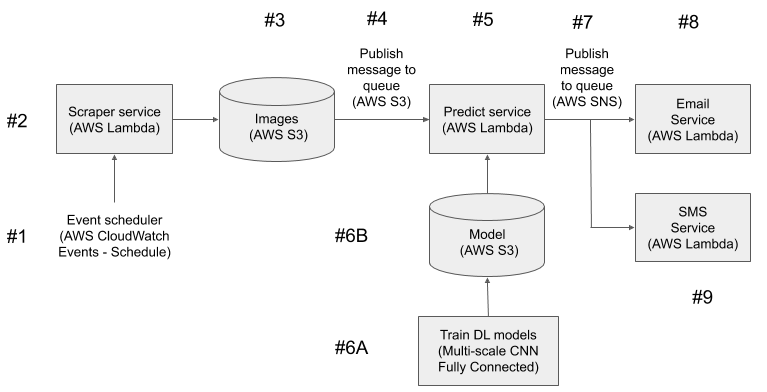 #3
#4
#5
#7
#8
Publish
message to
queue
(AWS S3)
Publish
message
to queue
(AWS SNS)
#2
Scraper service
(AWS Lambda)
Images
(AWS S3)
Predict service
(AWS Lambda)
Email
Service
(AWS Lambda)
#1
Event scheduler
(AWS CloudWatch
Events - Schedule)
#6B
Model
(AWS S3)
SMS
Service
(AWS Lambda)
#9
#6A
Train DL models
(Multi-scale CNN
Fully Connected)